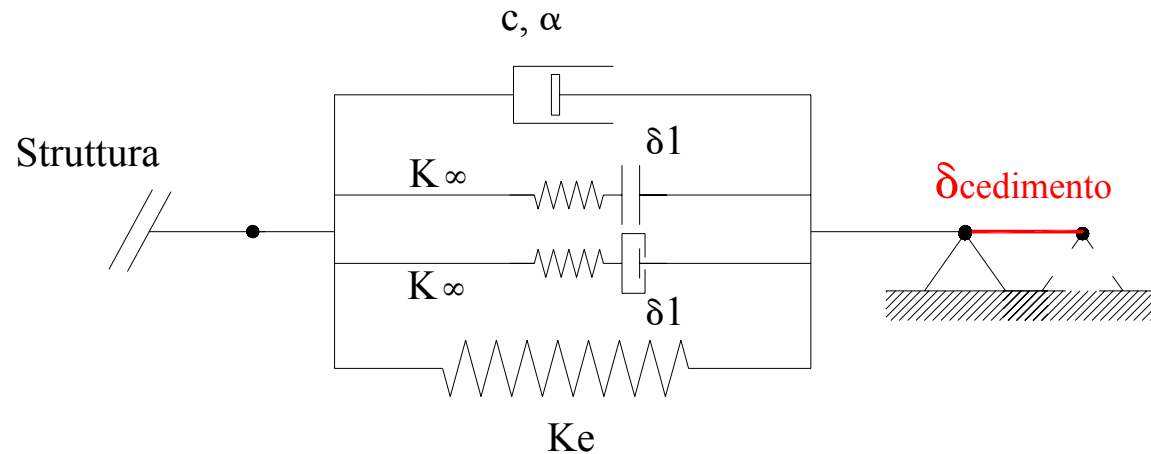 c, α
δ1
Struttura
K∞
δcedimento
K∞
δ1
Ke